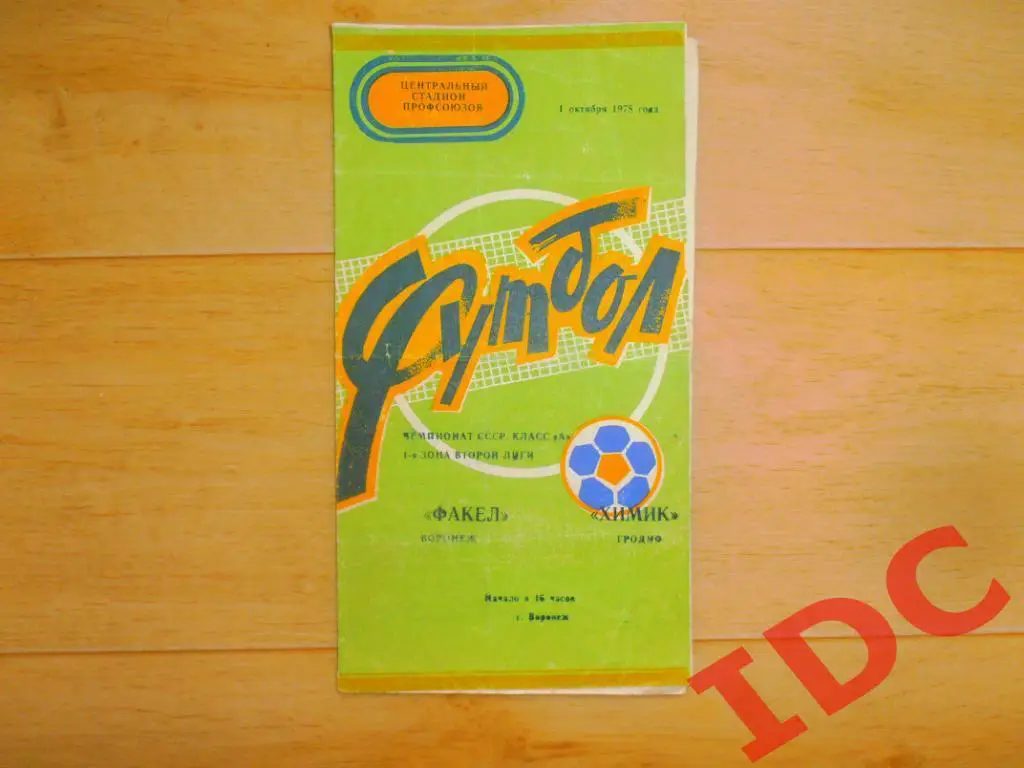 ЦЕНТРАЛЬНЫЙ
СТАДИОН
ПРОФСОЮЗОВ
1 октября 1978 года
Футбол
ЧЕМПИОНАТ СССР. КЛАСС «А»
1-я ЗОНА ВТОРОЙ ЛИГИ
«ФАКЕЛ»
ВОРОНЕЖ
«ХИМИК»
ГРОДНО
Начало в 16 часов
г. Воронеж
IDC